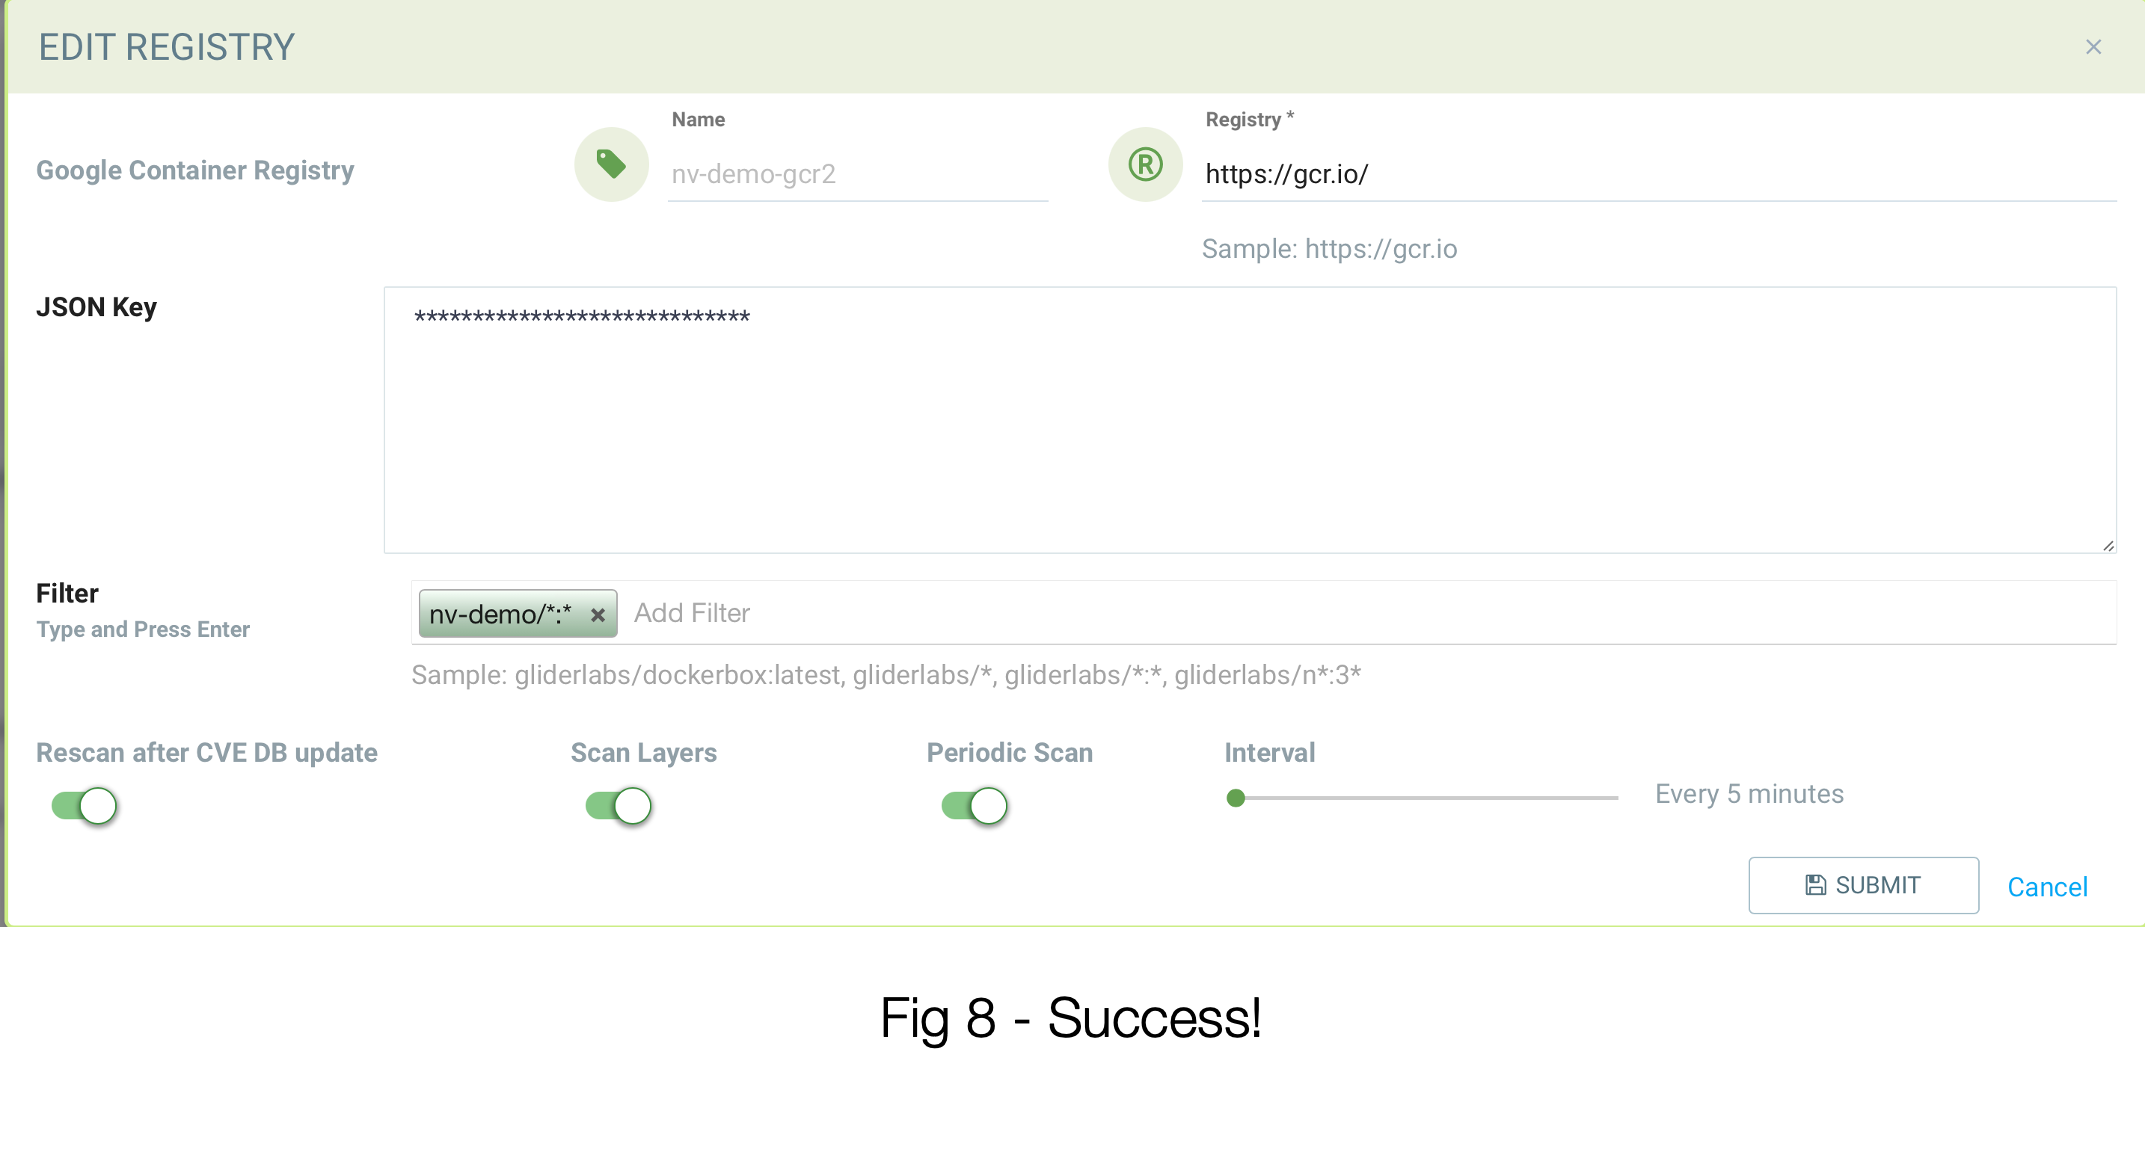 EDIT REGISTRY
×
Name
Registry *
Google Container Registry
nv-demo-gcr2
https://gcr.io/
Sample: https://gcr.io
JSON Key
*****************************
Filter
nv-demo/*:* ×
Add Filter
Type and Press Enter
Sample: gliderlabs/dockerbox:latest, gliderlabs/*, gliderlabs/*:*, gliderlabs/n*:3*
Rescan after CVE DB update
Scan Layers
Periodic Scan
Interval
Every 5 minutes
SUBMIT
Cancel
Fig 8 - Success!